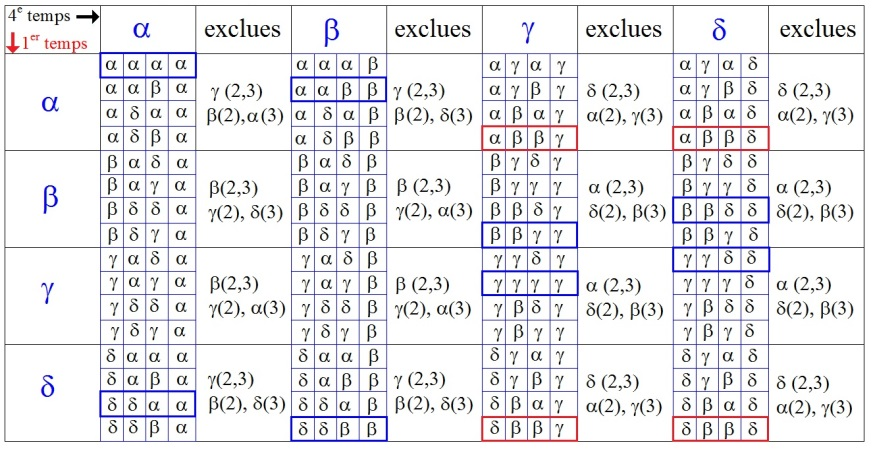 4e temps → α exclues β exclues γ exclues δ exclues
↓1er temps
α
α α α α
α α β α
α δ α α
α δ β α
γ (2,3)
β(2),α(3)
α α α β
α α β β
α δ α β
α δ β β
γ (2,3)
β(2), δ(3)
α γ α γ
α γ β γ
α β α γ
α β β γ
δ (2,3)
α(2), γ(3)
α γ α δ
α γ β δ
α β α δ
α β β δ
δ (2,3)
α(2), γ(3)
β
β α δ α
β α γ α
β δ δ α
β δ γ α
β(2,3)
γ(2), δ(3)
β α δ β
β α γ β
β δ δ β
β δ γ β
β (2,3)
γ(2), α(3)
β γ δ γ
β γ γ γ
β β δ γ
β β γ γ
α (2,3)
δ(2), β(3)
β γ δ δ
β γ γ δ
β β δ δ
β β γ δ
α (2,3)
δ(2), β(3)
γ
γ α δ α
γ α γ α
γ δ δ α
γ δ γ α
β(2,3)
γ(2), α(3)
γ α δ β
γ α γ β
γ δ δ β
γ δ γ β
β (2,3)
γ(2), α(3)
γ γ δ γ
γ γ γ γ
γ β δ γ
γ β γ γ
α (2,3)
δ(2), β(3)
γ γ δ δ
γ γ γ δ
γ β δ δ
γ β γ δ
α (2,3)
δ(2), β(3)
δ
δ α α α
δ α β α
δ δ α α
δ δ β α
γ(2,3)
β(2), δ(3)
δ α α β
δ α β β
δ δ α β
δ δ β β
γ (2,3)
β(2), δ(3)
δ γ α γ
δ γ β γ
δ β α γ
δ β β γ
δ (2,3)
α(2), γ(3)
δ γ α δ
δ γ β δ
δ β α δ
δ β β δ
δ (2,3)
α(2), γ(3)